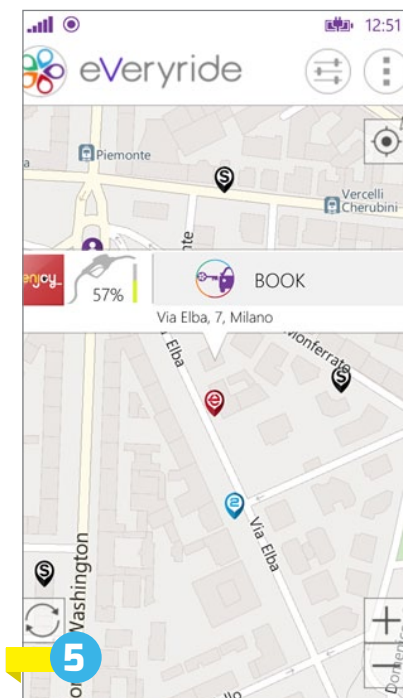 12:51
eVeryride
a
Piemonte
Vercelli
Cherubini
Piemonte
enjoy
57%
BOOK
Via Elba, 7, Milano
Via Elba
Monferrato
Via Elba
Washington
5